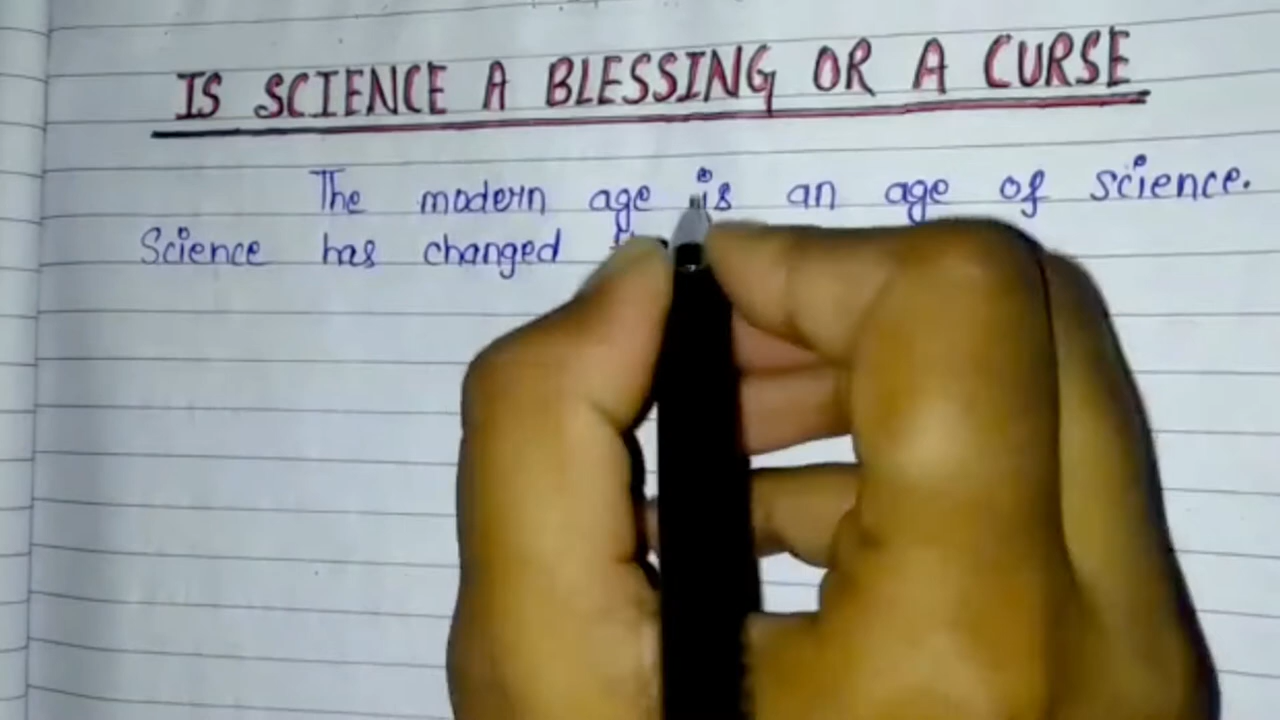 IS SCIENCE A BLESSING OR A CURSE
The modern age is an age of science.
Science has changed